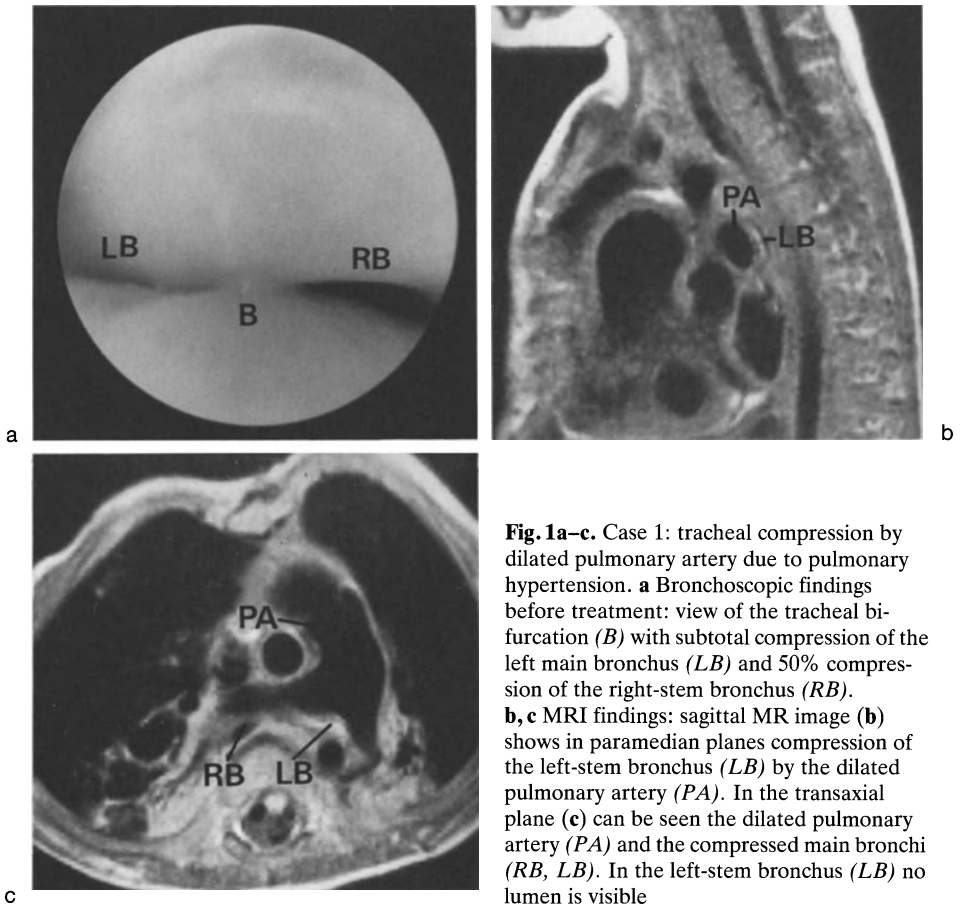 LB
RB
B
a
PA
LB
b
PA
RB
LB
c
Fig. 1a–c. Case 1: tracheal compression by
dilated pulmonary artery due to pulmonary
hypertension. a Bronchoscopic findings
before treatment: view of the tracheal bi-
furcation (B) with subtotal compression of the
left main bronchus (LB) and 50% compres-
sion of the right-stem bronchus (RB).
b, c MRI findings: sagittal MR image (b)
shows in paramedian planes compression of
the left-stem bronchus (LB) by the dilated
pulmonary artery (PA). In the transaxial
plane (c) can be seen the dilated pulmonary
artery (PA) and the compressed main bronchi
(RB, LB). In the left-stem bronchus (LB) no
lumen is visible